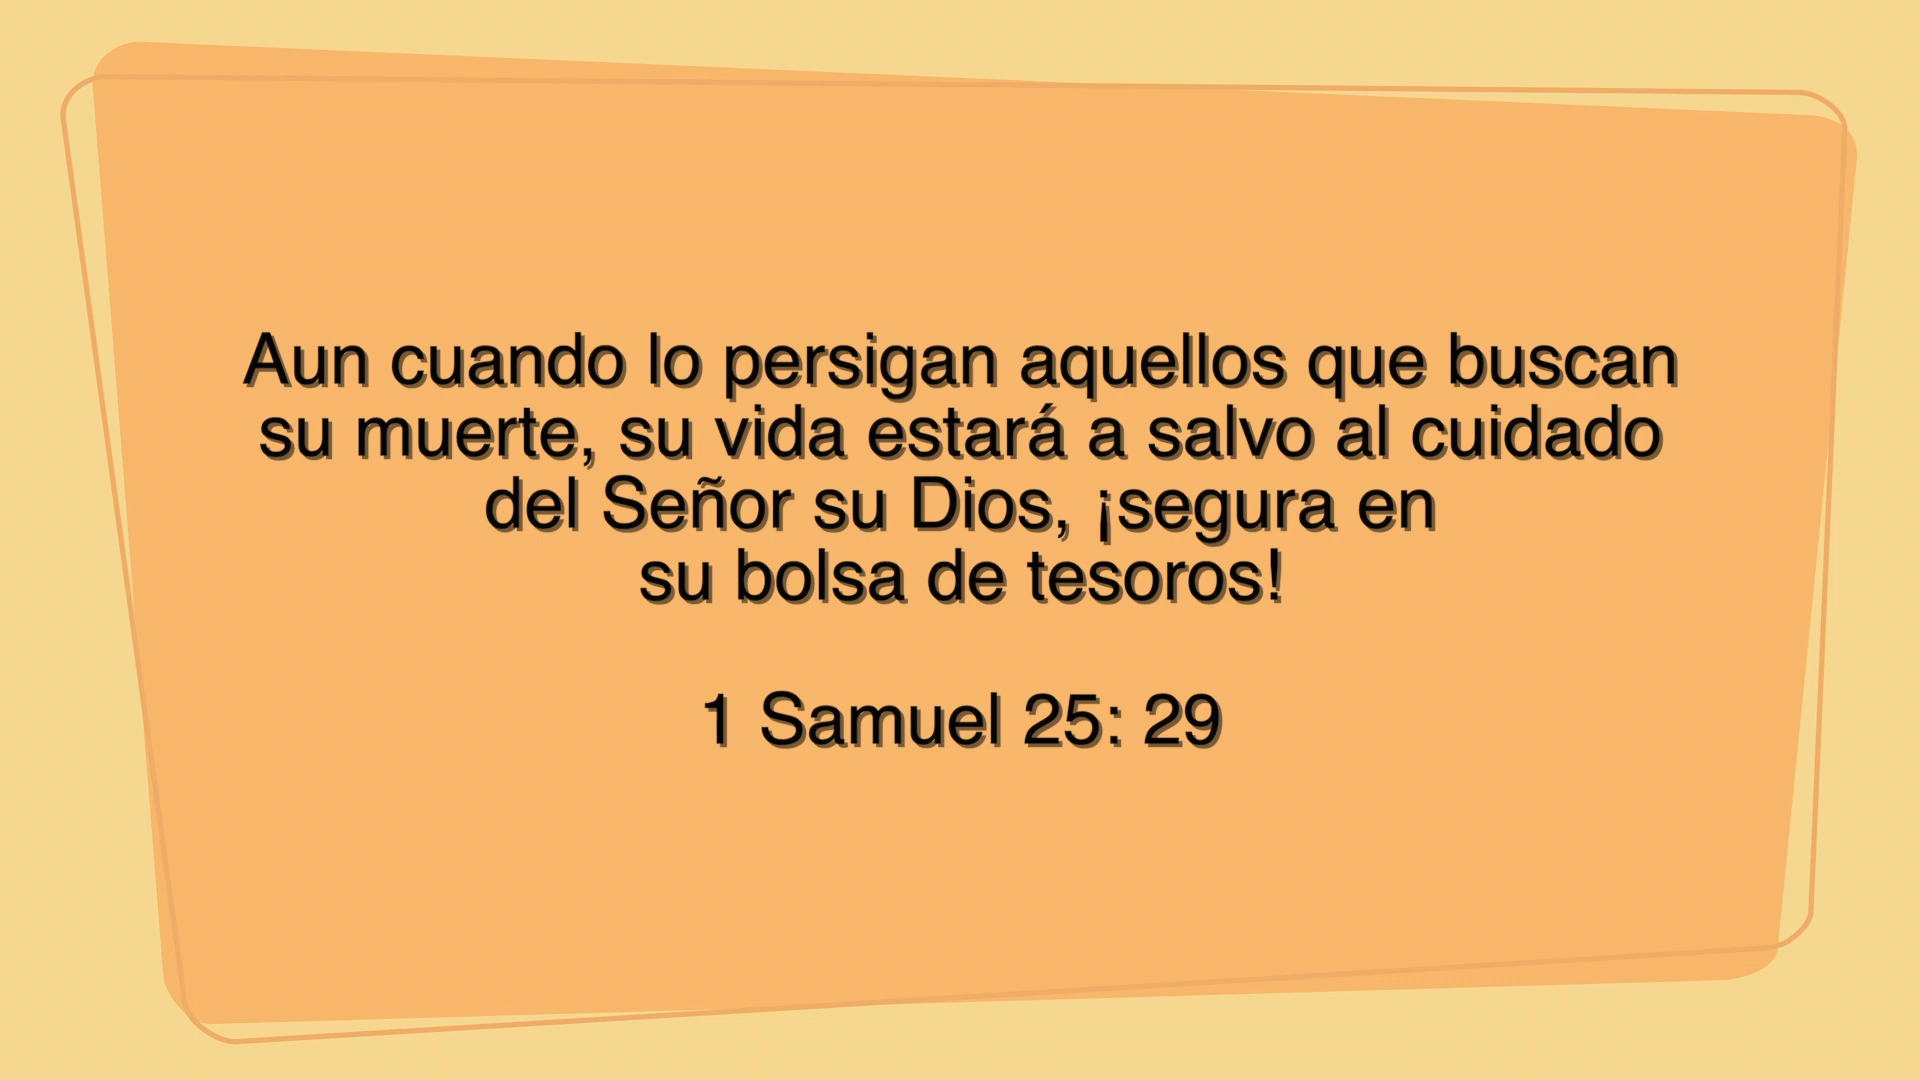 Aun cuando lo persigan aquellos que buscan
su muerte, su vida estará a salvo al cuidado
del Señor su Dios, ¡segura en
su bolsa de tesoros!
1 Samuel 25: 29